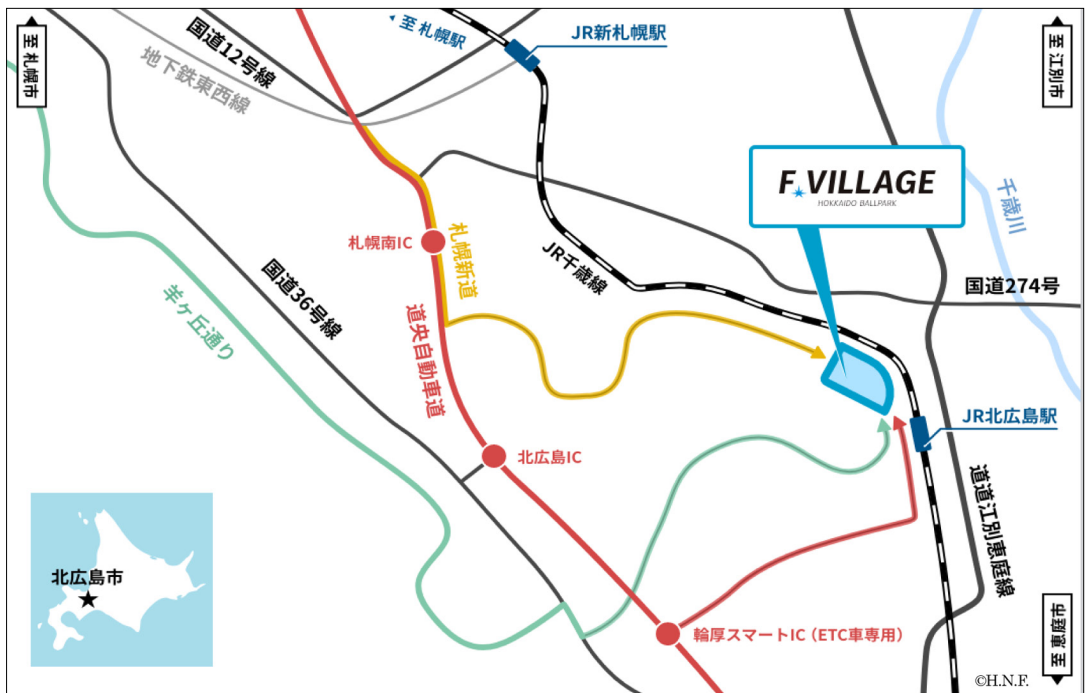 至 札幌市
国道12号線
地下鉄東西線
至 札幌駅
JR新札幌駅
至 江別市
F VILLAGE
HOKKAIDO BALLPARK
千歳川
札幌南IC
札幌新道
JR千歳線
国道274号
羊ヶ丘通り
国道36号線
道央自動車道
JR北広島駅
北広島IC
道道江別恵庭線
北広島市
輪厚スマートIC（ETC車専用）
至 恵庭市
©H.N.F.